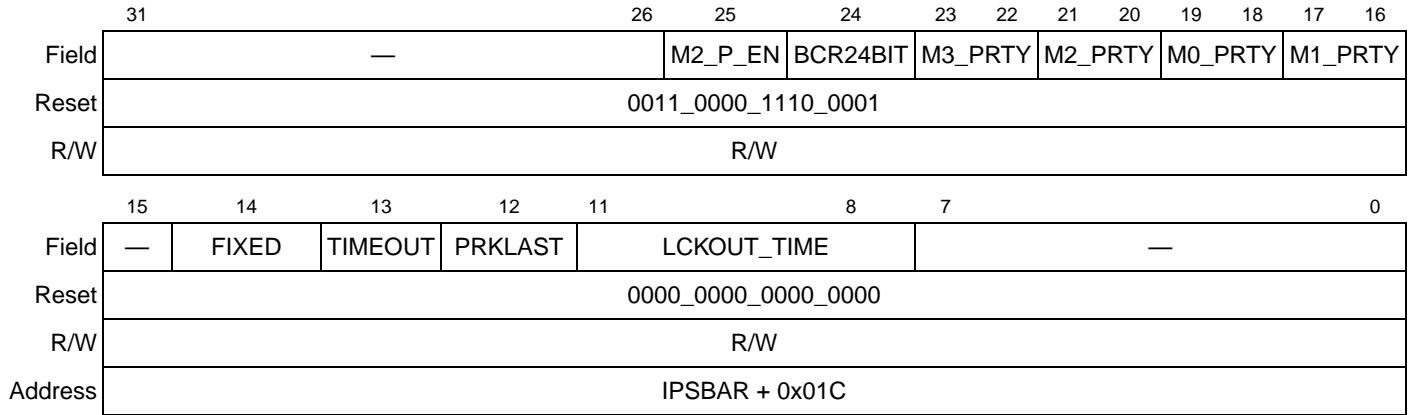 31 26 25 24 23 22 21 20 19 18 17 16
Field — M2_P_EN BCR24BIT M3_PRTY M2_PRTY M0_PRTY M1_PRTY
Reset 0011_0000_1110_0001
R/W R/W
15 14 13 12 11 8 7 0
Field — FIXED TIMEOUT PRKLAST LCKOUT_TIME —
Reset 0000_0000_0000_0000
R/W R/W
Address IPSBAR + 0x01C